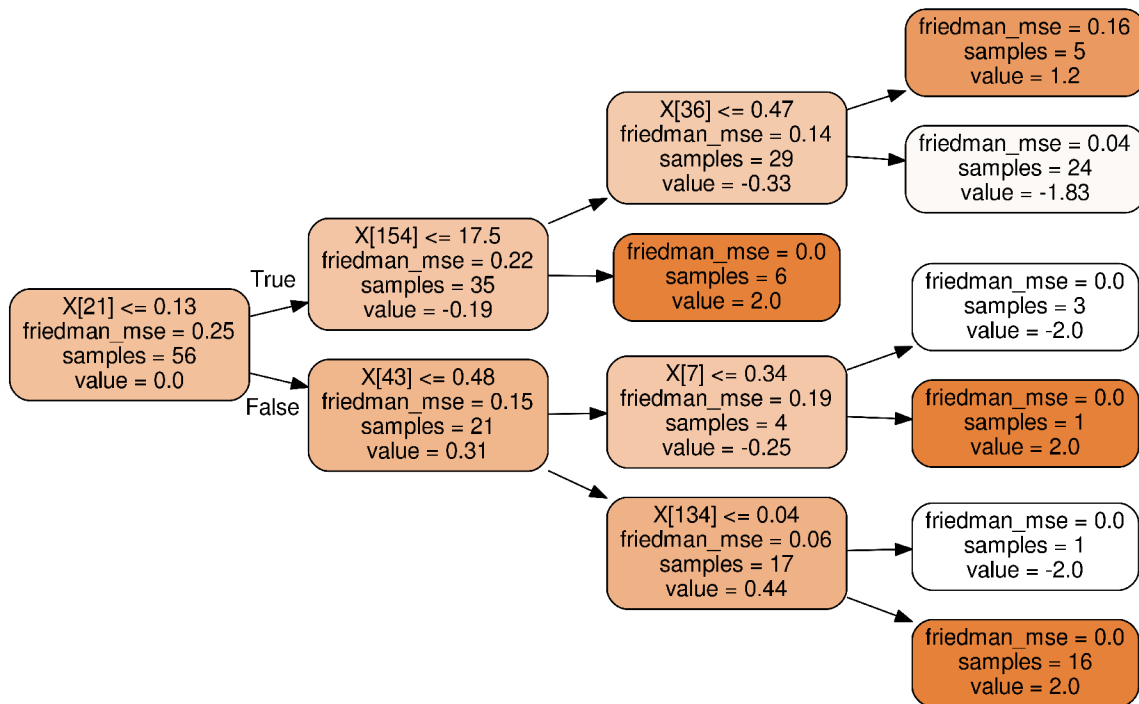 X[21] <= 0.13
friedman_mse = 0.25
samples = 56
value = 0.0
True
False
X[154] <= 17.5
friedman_mse = 0.22
samples = 35
value = -0.19
X[43] <= 0.48
friedman_mse = 0.15
samples = 21
value = 0.31
X[36] <= 0.47
friedman_mse = 0.14
samples = 29
value = -0.33
friedman_mse = 0.0
samples = 6
value = 2.0
X[7] <= 0.34
friedman_mse = 0.19
samples = 4
value = -0.25
X[134] <= 0.04
friedman_mse = 0.06
samples = 17
value = 0.44
friedman_mse = 0.16
samples = 5
value = 1.2
friedman_mse = 0.04
samples = 24
value = -1.83
friedman_mse = 0.0
samples = 3
value = -2.0
friedman_mse = 0.0
samples = 1
value = 2.0
friedman_mse = 0.0
samples = 1
value = -2.0
friedman_mse = 0.0
samples = 16
value = 2.0